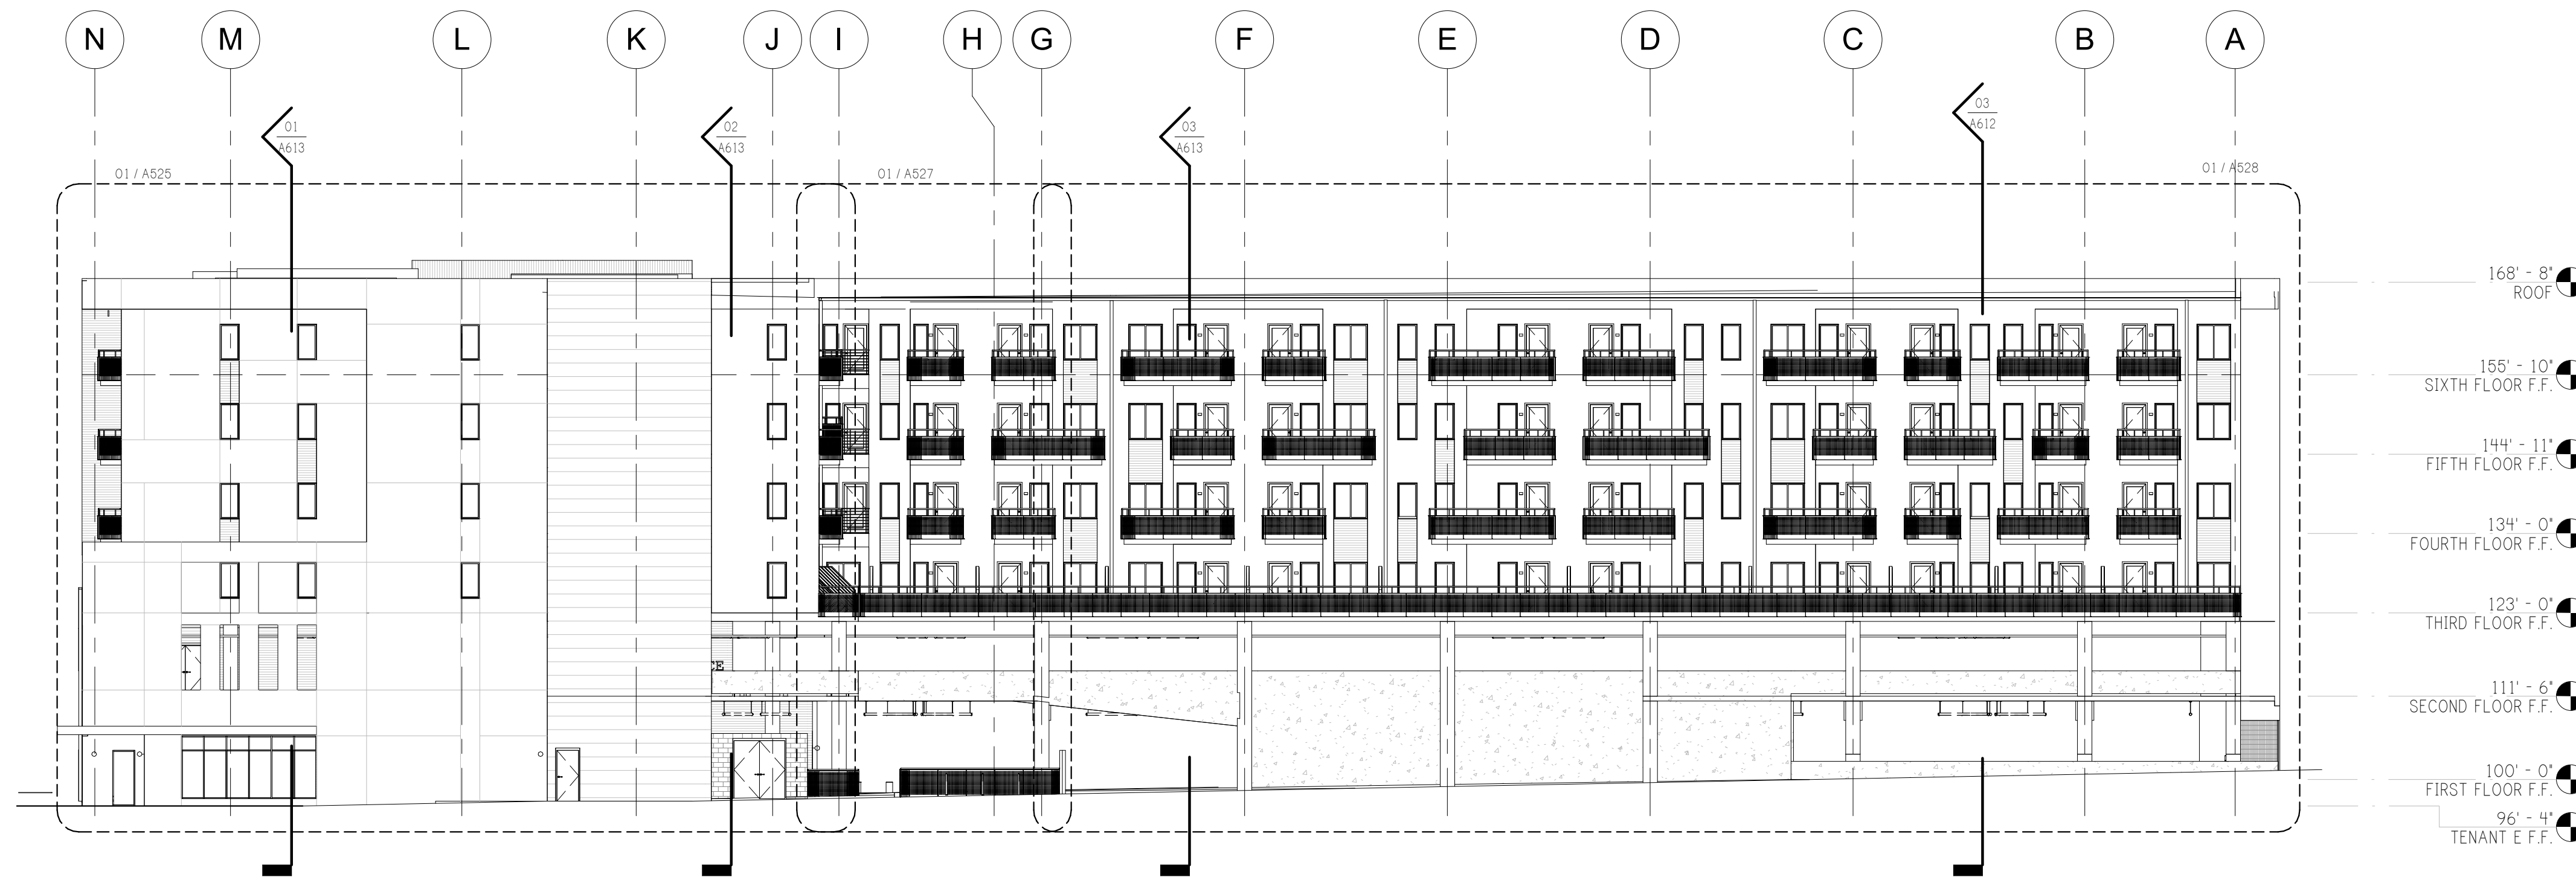 N M L K J I H G F E D C B A
03
A612
01
A613
02
A613
03
A613
01 / A525
01 / A527
01 / A528
168' - 8"
ROOF
155' - 10"
SIXTH FLOOR F.F.
144' - 11"
FIFTH FLOOR F.F.
134' - 0"
FOURTH FLOOR F.F.
123' - 0"
THIRD FLOOR F.F.
CE
111' - 6"
SECOND FLOOR F.F.
100' - 0"
FIRST FLOOR F.F.
96' - 4"
TENANT E F.F.